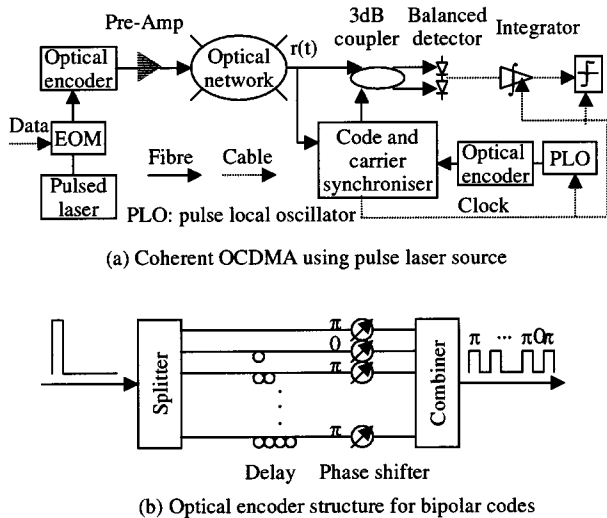 Pre-Amp
3dB coupler
Balanced detector
Integrator
Optical encoder
Optical network
r(t)
Data
EOM
Pulsed laser
Fibre
Cable
Code and carrier synchroniser
Optical encoder
PLO
Clock
PLO: pulse local oscillator
(a) Coherent OCDMA using pulse laser source
Splitter
π
0
π
π
Combiner
π ... π0π
Delay
Phase shifter
(b) Optical encoder structure for bipolar codes